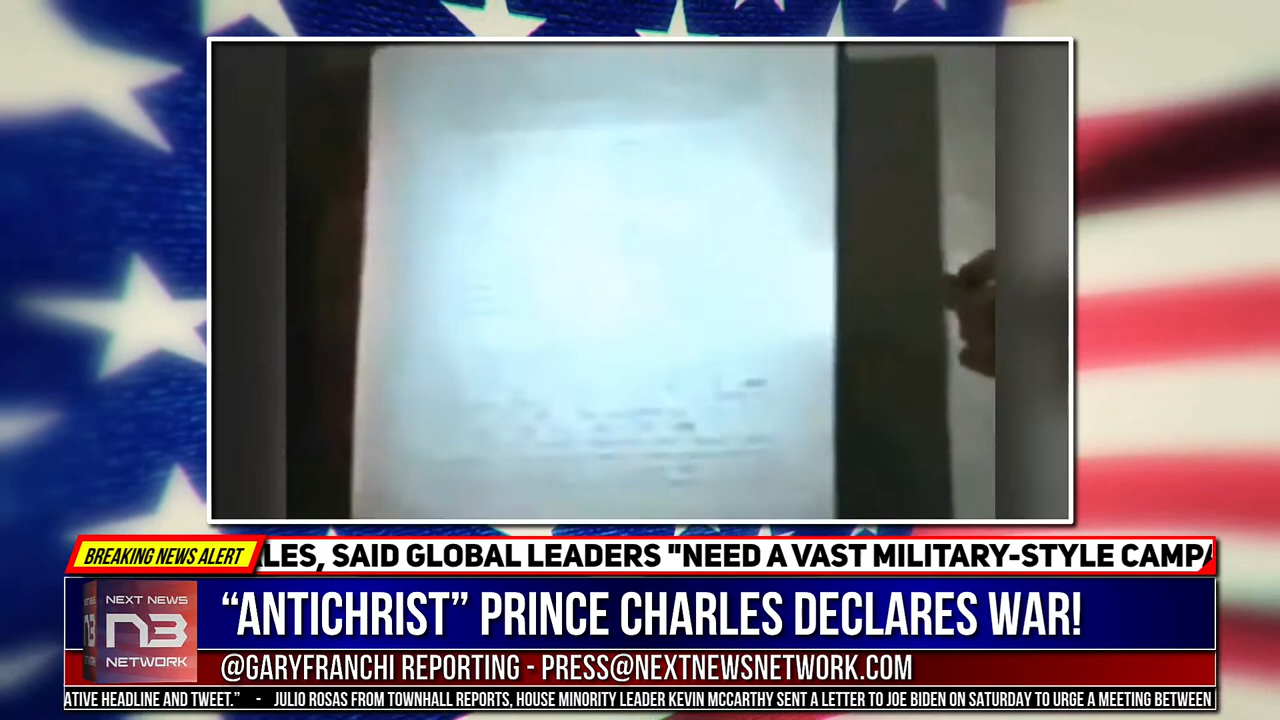 BREAKING NEWS ALERT
LES, SAID GLOBAL LEADERS "NEED A VAST MILITARY-STYLE CAMPA
NEXT NEWS
N3
NETWORK
“ANTICHRIST” PRINCE CHARLES DECLARES WAR!
@GARYFRANCHI REPORTING - PRESS@NEXTNEWSNETWORK.COM
ATIVE HEADLINE AND TWEET.” - JULIO ROSAS FROM TOWNHALL REPORTS, HOUSE MINORITY LEADER KEVIN MCCARTHY SENT A LETTER TO JOE BIDEN ON SATURDAY TO URGE A MEETING BETWEEN